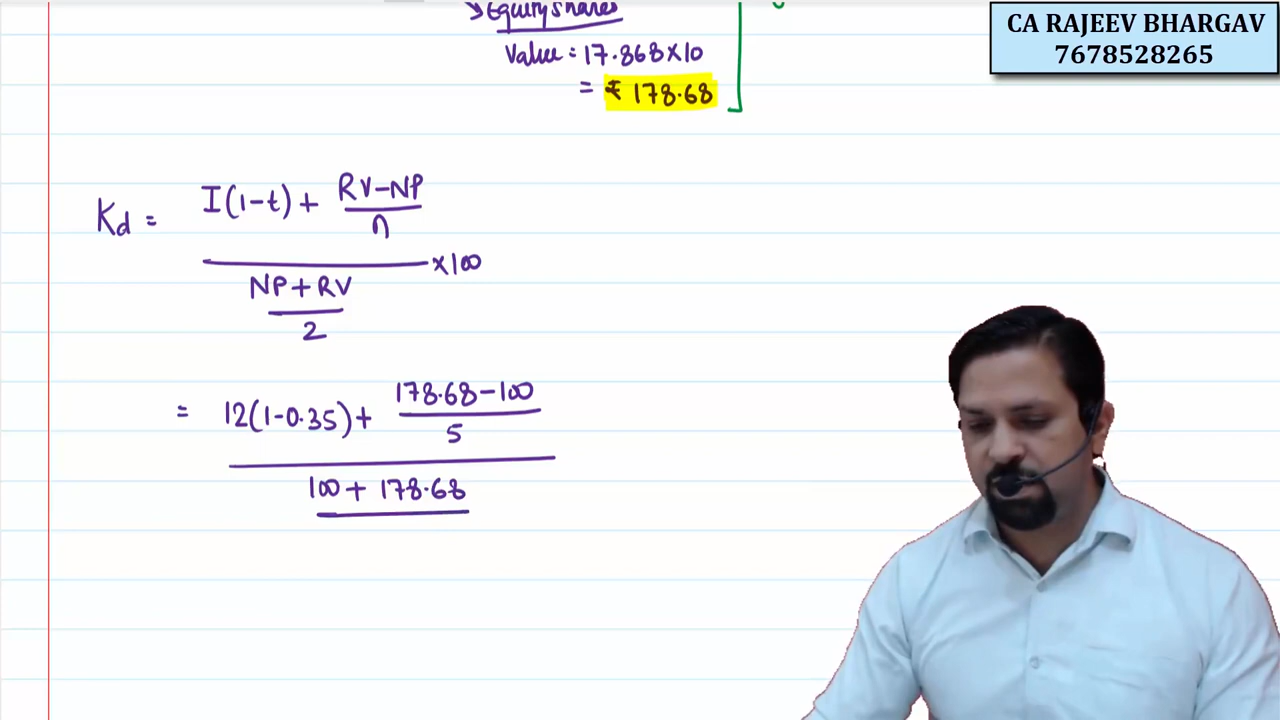 → Equity Shares
Value = 17.868×10
= ₹ 178.68
CA RAJEEV BHARGAV
7678528265
Kd = I(1-t) + RV-NP
n
×100
NP + RV
2
= 12(1-0.35) + 178.68-100
5
100 + 178.68